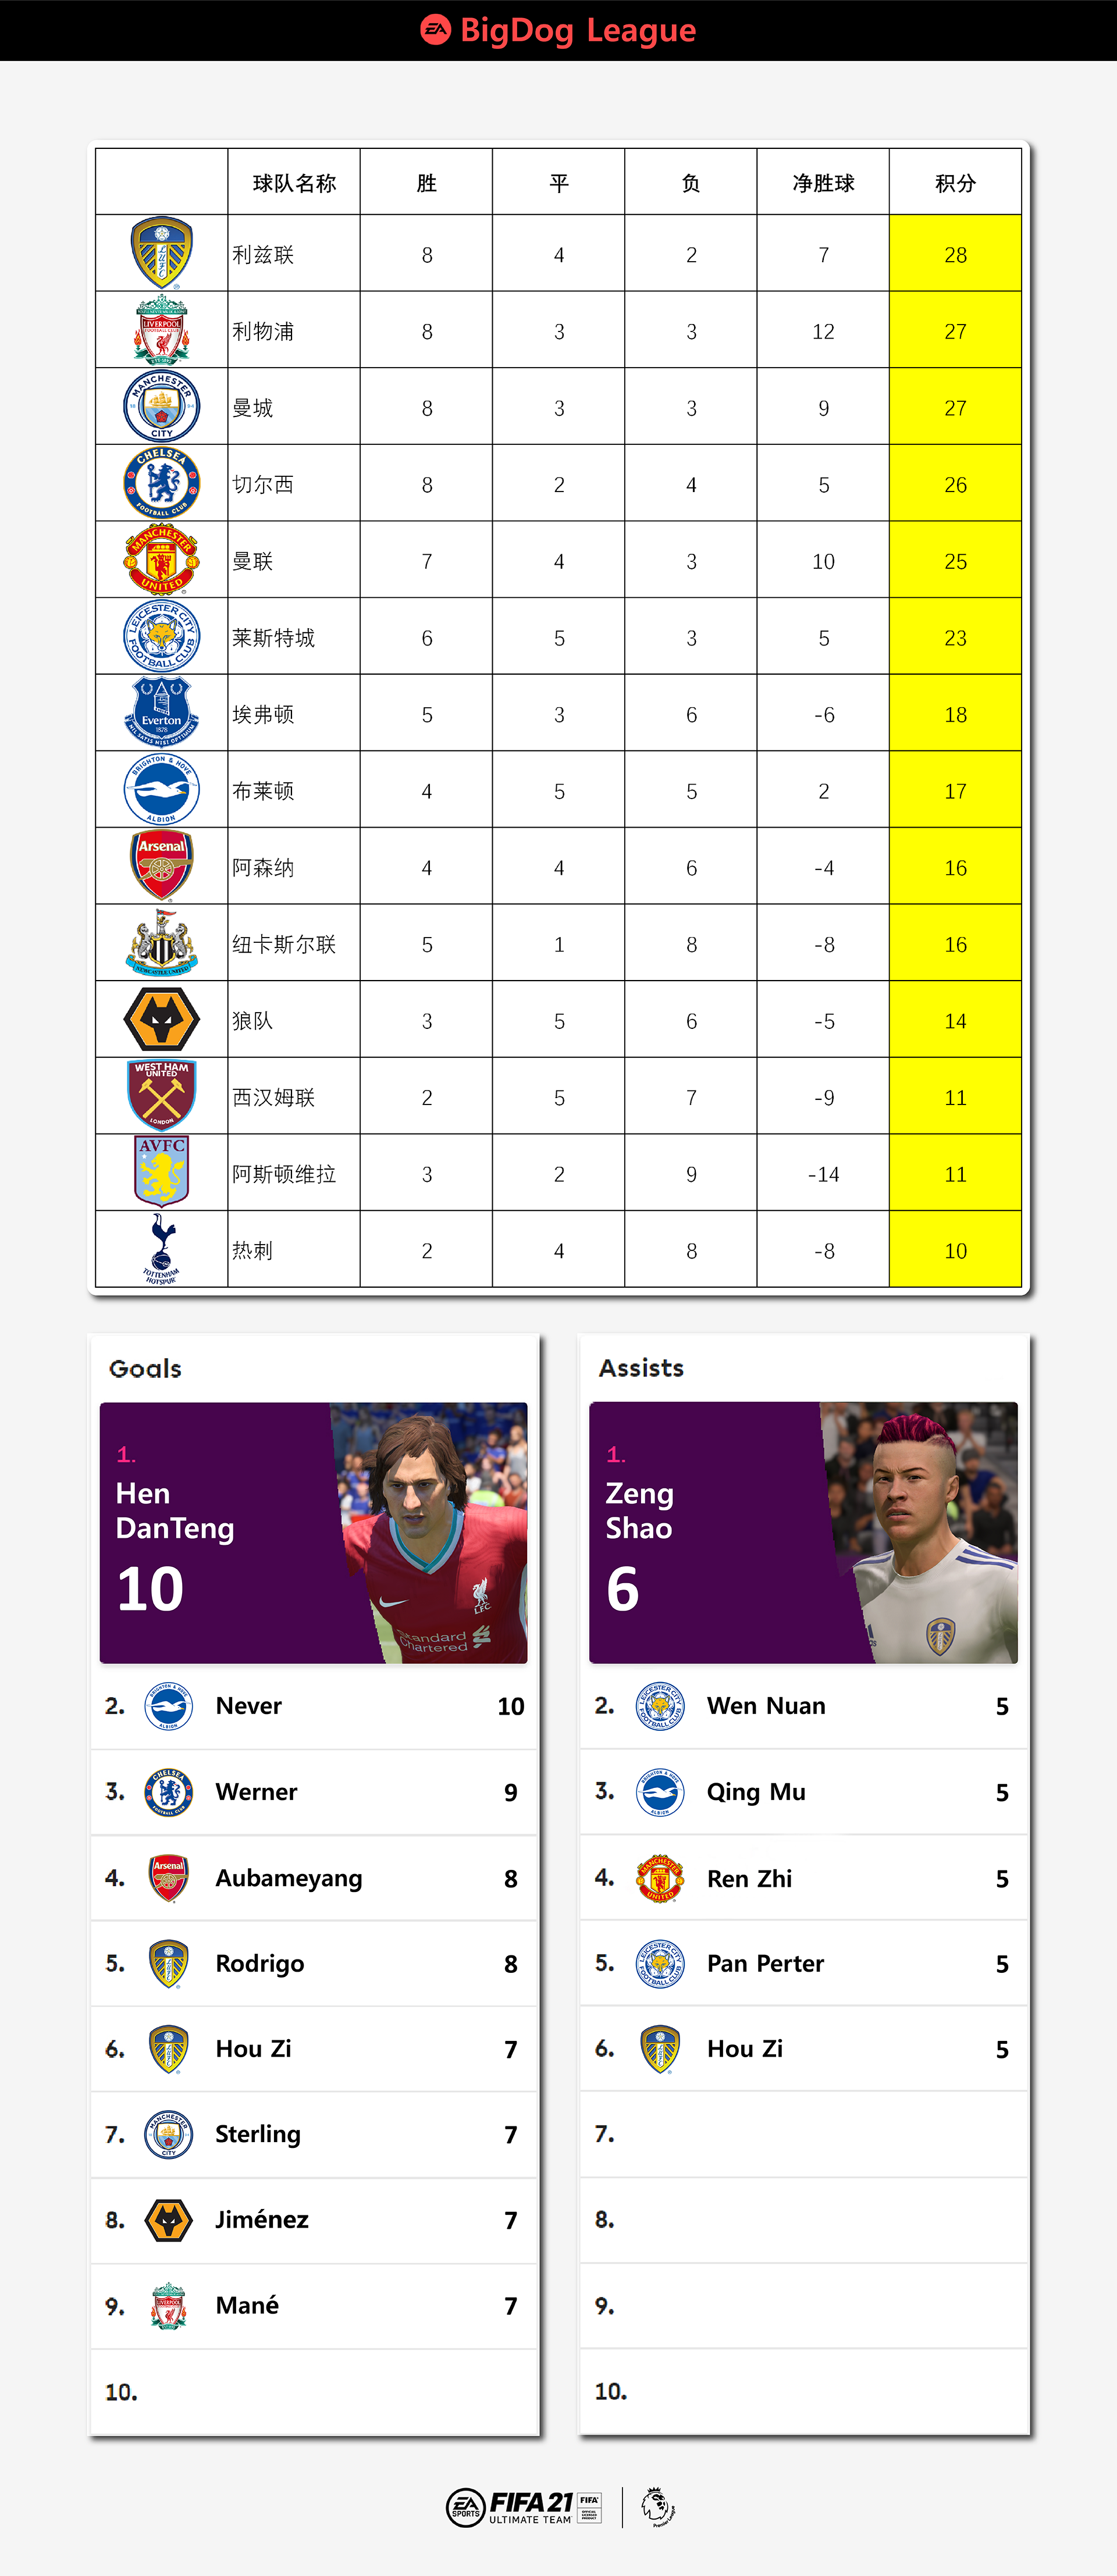 EA BigDog League
球队名称 胜 平 负 净胜球 积分
利兹联 8 4 2 7 28
利物浦 8 3 3 12 27
曼城 8 3 3 9 27
切尔西 8 2 4 5 26
曼联 7 4 3 10 25
莱斯特城 6 5 3 5 23
埃弗顿 5 3 6 -6 18
布莱顿 4 5 5 2 17
阿森纳 4 4 6 -4 16
纽卡斯尔联 5 1 8 -8 16
狼队 3 5 6 -5 14
西汉姆联 2 5 7 -9 11
阿斯顿维拉 3 2 9 -14 11
热刺 2 4 8 -8 10
Goals
1.
Hen
DanTeng
10
Standard
Chartered
2. Never 10
3. Werner 9
4. Aubameyang 8
5. Rodrigo 8
6. Hou Zi 7
7. Sterling 7
8. Jiménez 7
9. Mané 7
10.
Assists
1.
Zeng
Shao
6
2. Wen Nuan 5
3. Qing Mu 5
4. Ren Zhi 5
5. Pan Perter 5
6. Hou Zi 5
7.
8.
9.
10.
EA SPORTS FIFA 21 ULTIMATE TEAM FIFA
Premier League